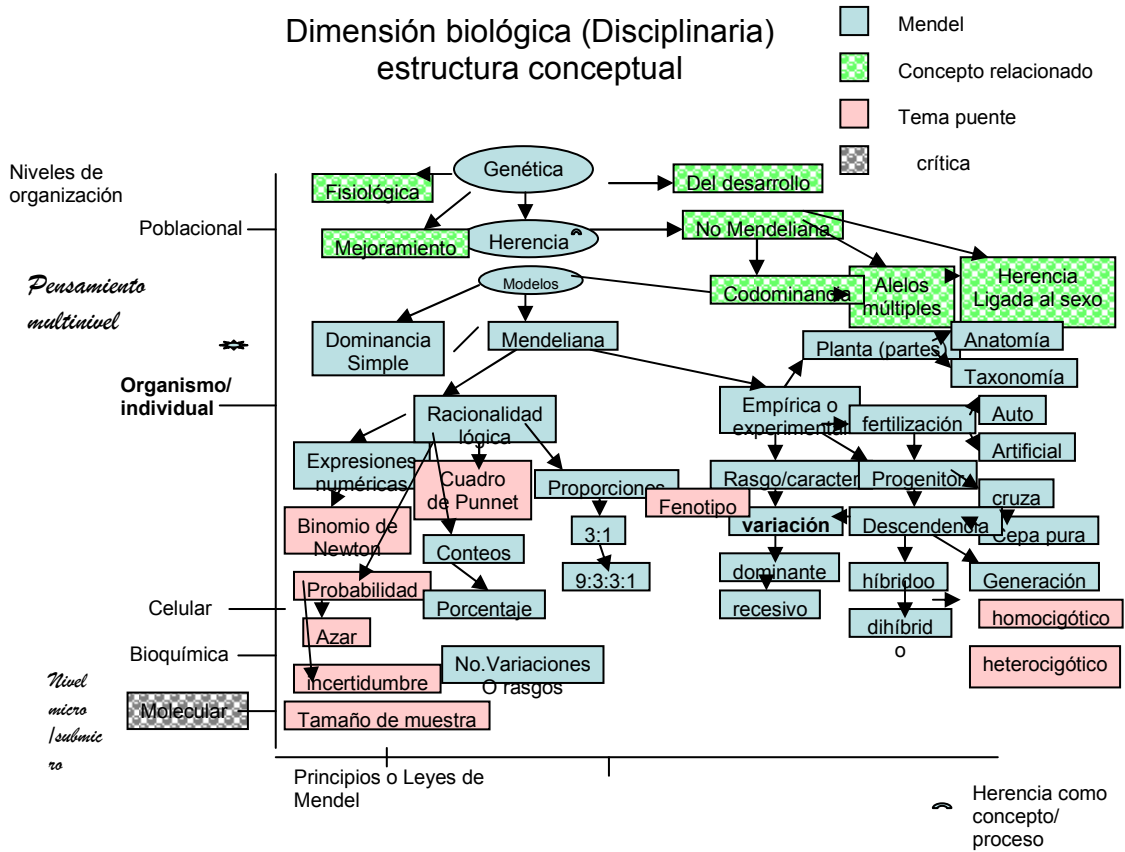 Dimensión biológica (Disciplinaria)
estructura conceptual
Mendel
Concepto relacionado
Tema puente
crítica
Niveles de
organización
Poblacional
Pensamiento
multinivel
Organismo/
individual
Celular
Bioquímica
Nivel
micro
/submic
ro
Molecular
Genética
Fisiológica
Del desarrollo
Mejoramiento
Herencia
No Mendeliana
Modelos
Codominancia
Alelos
múltiples
Herencia
Ligada al sexo
Dominancia
Simple
Mendeliana
Planta (partes)
Anatomía
Taxonomía
Racionalidad
lógica
Empírica o
experimental
fertilización
Auto
Artificial
Expresiones
numéricas
Cuadro
de Punnet
Proporciones
Rasgo/caracter
Progenitor
cruza
Fenotipo
Binomio de
Newton
Conteos
3:1
variación
Descendencia
Cepa pura
Probabilidad
Porcentaje
9:3:3:1
dominante
híbridoo
Generación
recesivo
dihíbrid
o
homocigótico
Azar
incertidumbre
No.Variaciones
O rasgos
heterocigótico
Tamaño de muestra
Principios o Leyes de
Mendel
Herencia como
concepto/
proceso